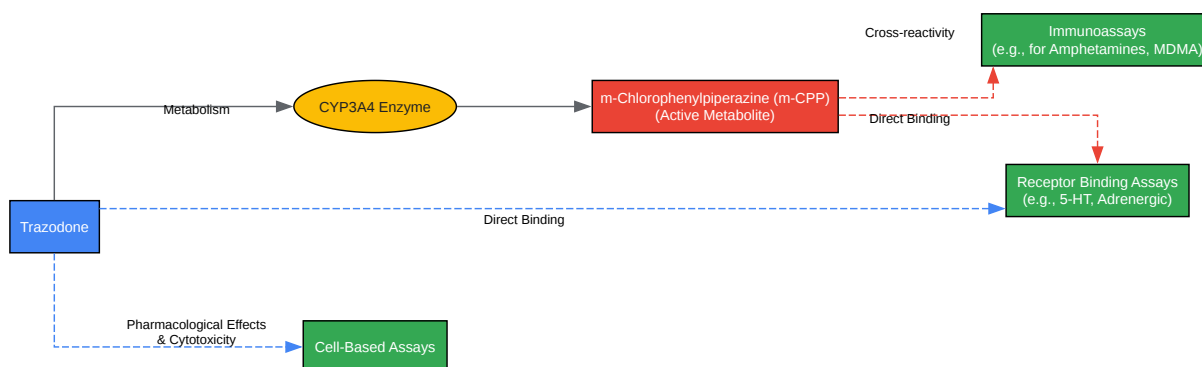 Cross-reactivity
Immunoassays
(e.g., for Amphetamines, MDMA)
Metabolism
CYP3A4 Enzyme
m-Chlorophenylpiperazine (m-CPP)
(Active Metabolite)
Direct Binding
Receptor Binding Assays
(e.g., 5-HT, Adrenergic)
Trazodone
Direct Binding
Pharmacological Effects
& Cytotoxicity
Cell-Based Assays